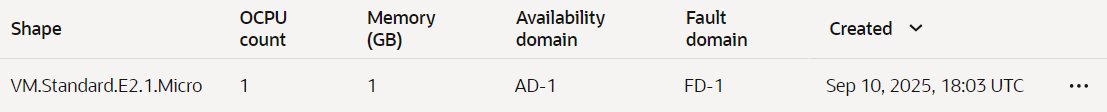 Shape
OCPU
count
Memory
(GB)
Availability
domain
Fault
domain
Created
VM.Standard.E2.1.Micro
1
1
AD-1
FD-1
Sep 10, 2025, 18:03 UTC